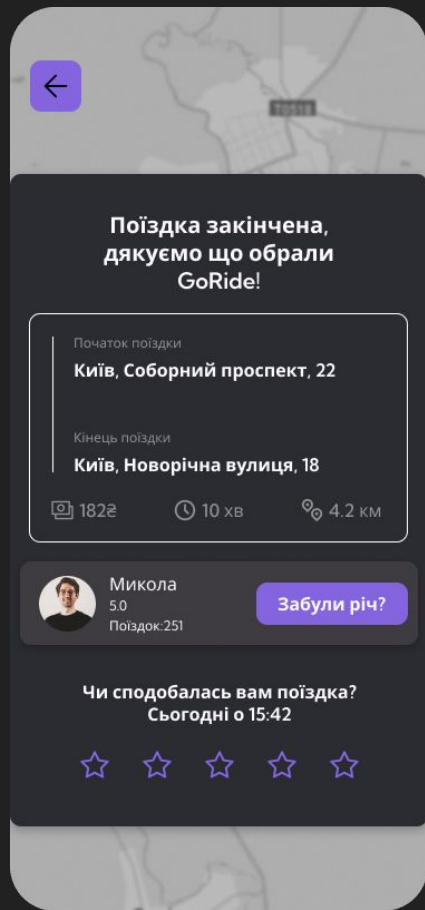 Поїздка закінчена,
дякуємо що обрали
GoRide!
Початок поїздки
Київ, Соборний проспект, 22
Кінець поїздки
Київ, Новорічна вулиця, 18
182₴ 10 хв 4.2 км
Микола
5.0
Поїздок:251
Забули річ?
Чи сподобалась вам поїздка?
Сьогодні о 15:42